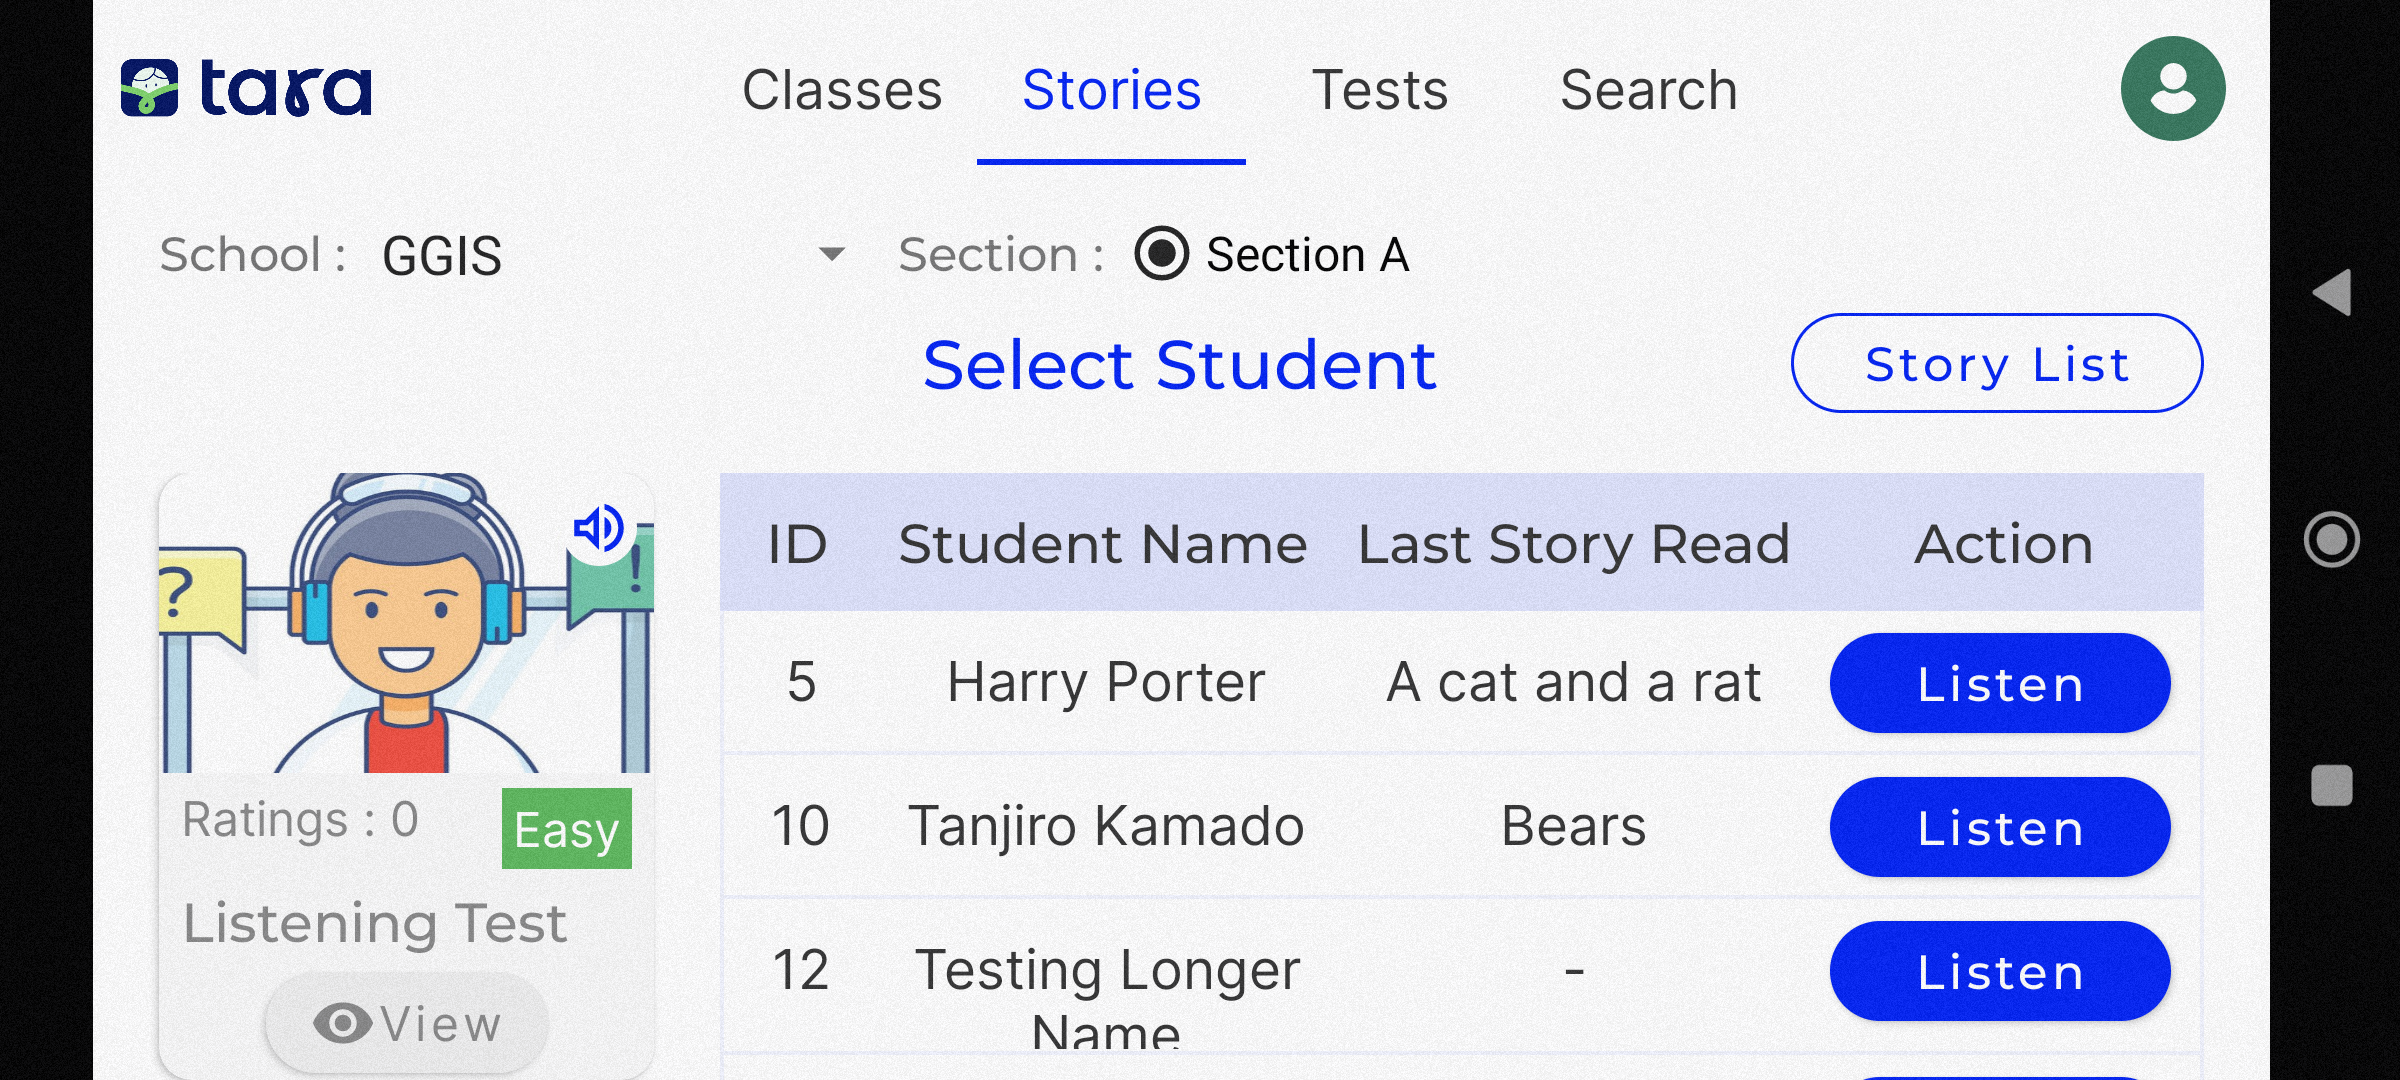 tara
Classes Stories Tests Search
School : GGIS Section : Section A
Select Student
Story List
?
!
Ratings : 0
Easy
Listening Test
View
ID Student Name Last Story Read Action
5 Harry Porter A cat and a rat Listen
10 Tanjiro Kamado Bears Listen
12 Testing Longer - Listen
Name